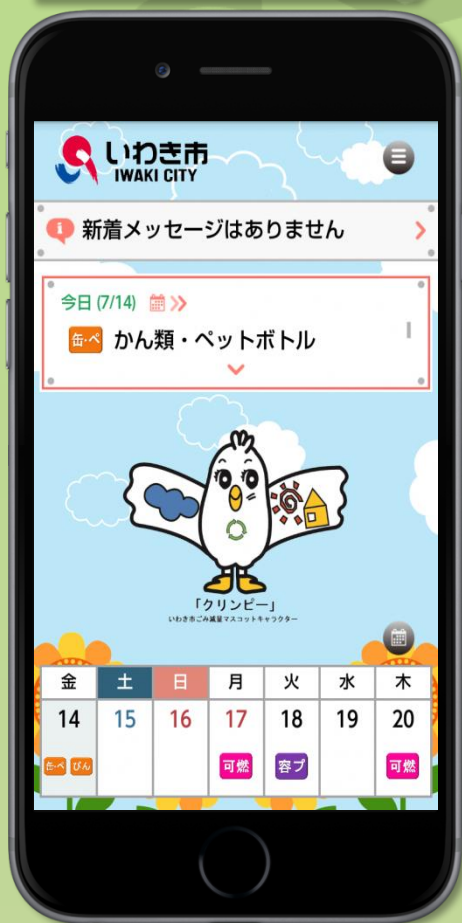 いわき市
IWAKI CITY
新着メッセージはありません
今日 (7/14)
缶・ペ かん類・ペットボトル
「クリンピー」
いわき市ごみ減量マスコットキャラクター
金 土 日 月 火 水 木
14 15 16 17 18 19 20
缶・ペ びん 可燃 容プ 可燃